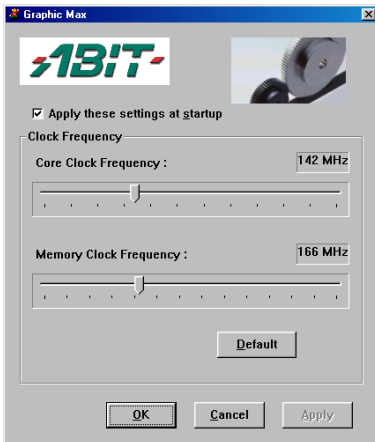 Graphic Max
ABIT
Apply these settings at startup
Clock Frequency
Core Clock Frequency :
142 MHz
Memory Clock Frequency :
166 MHz
Default
OK
Cancel
Apply